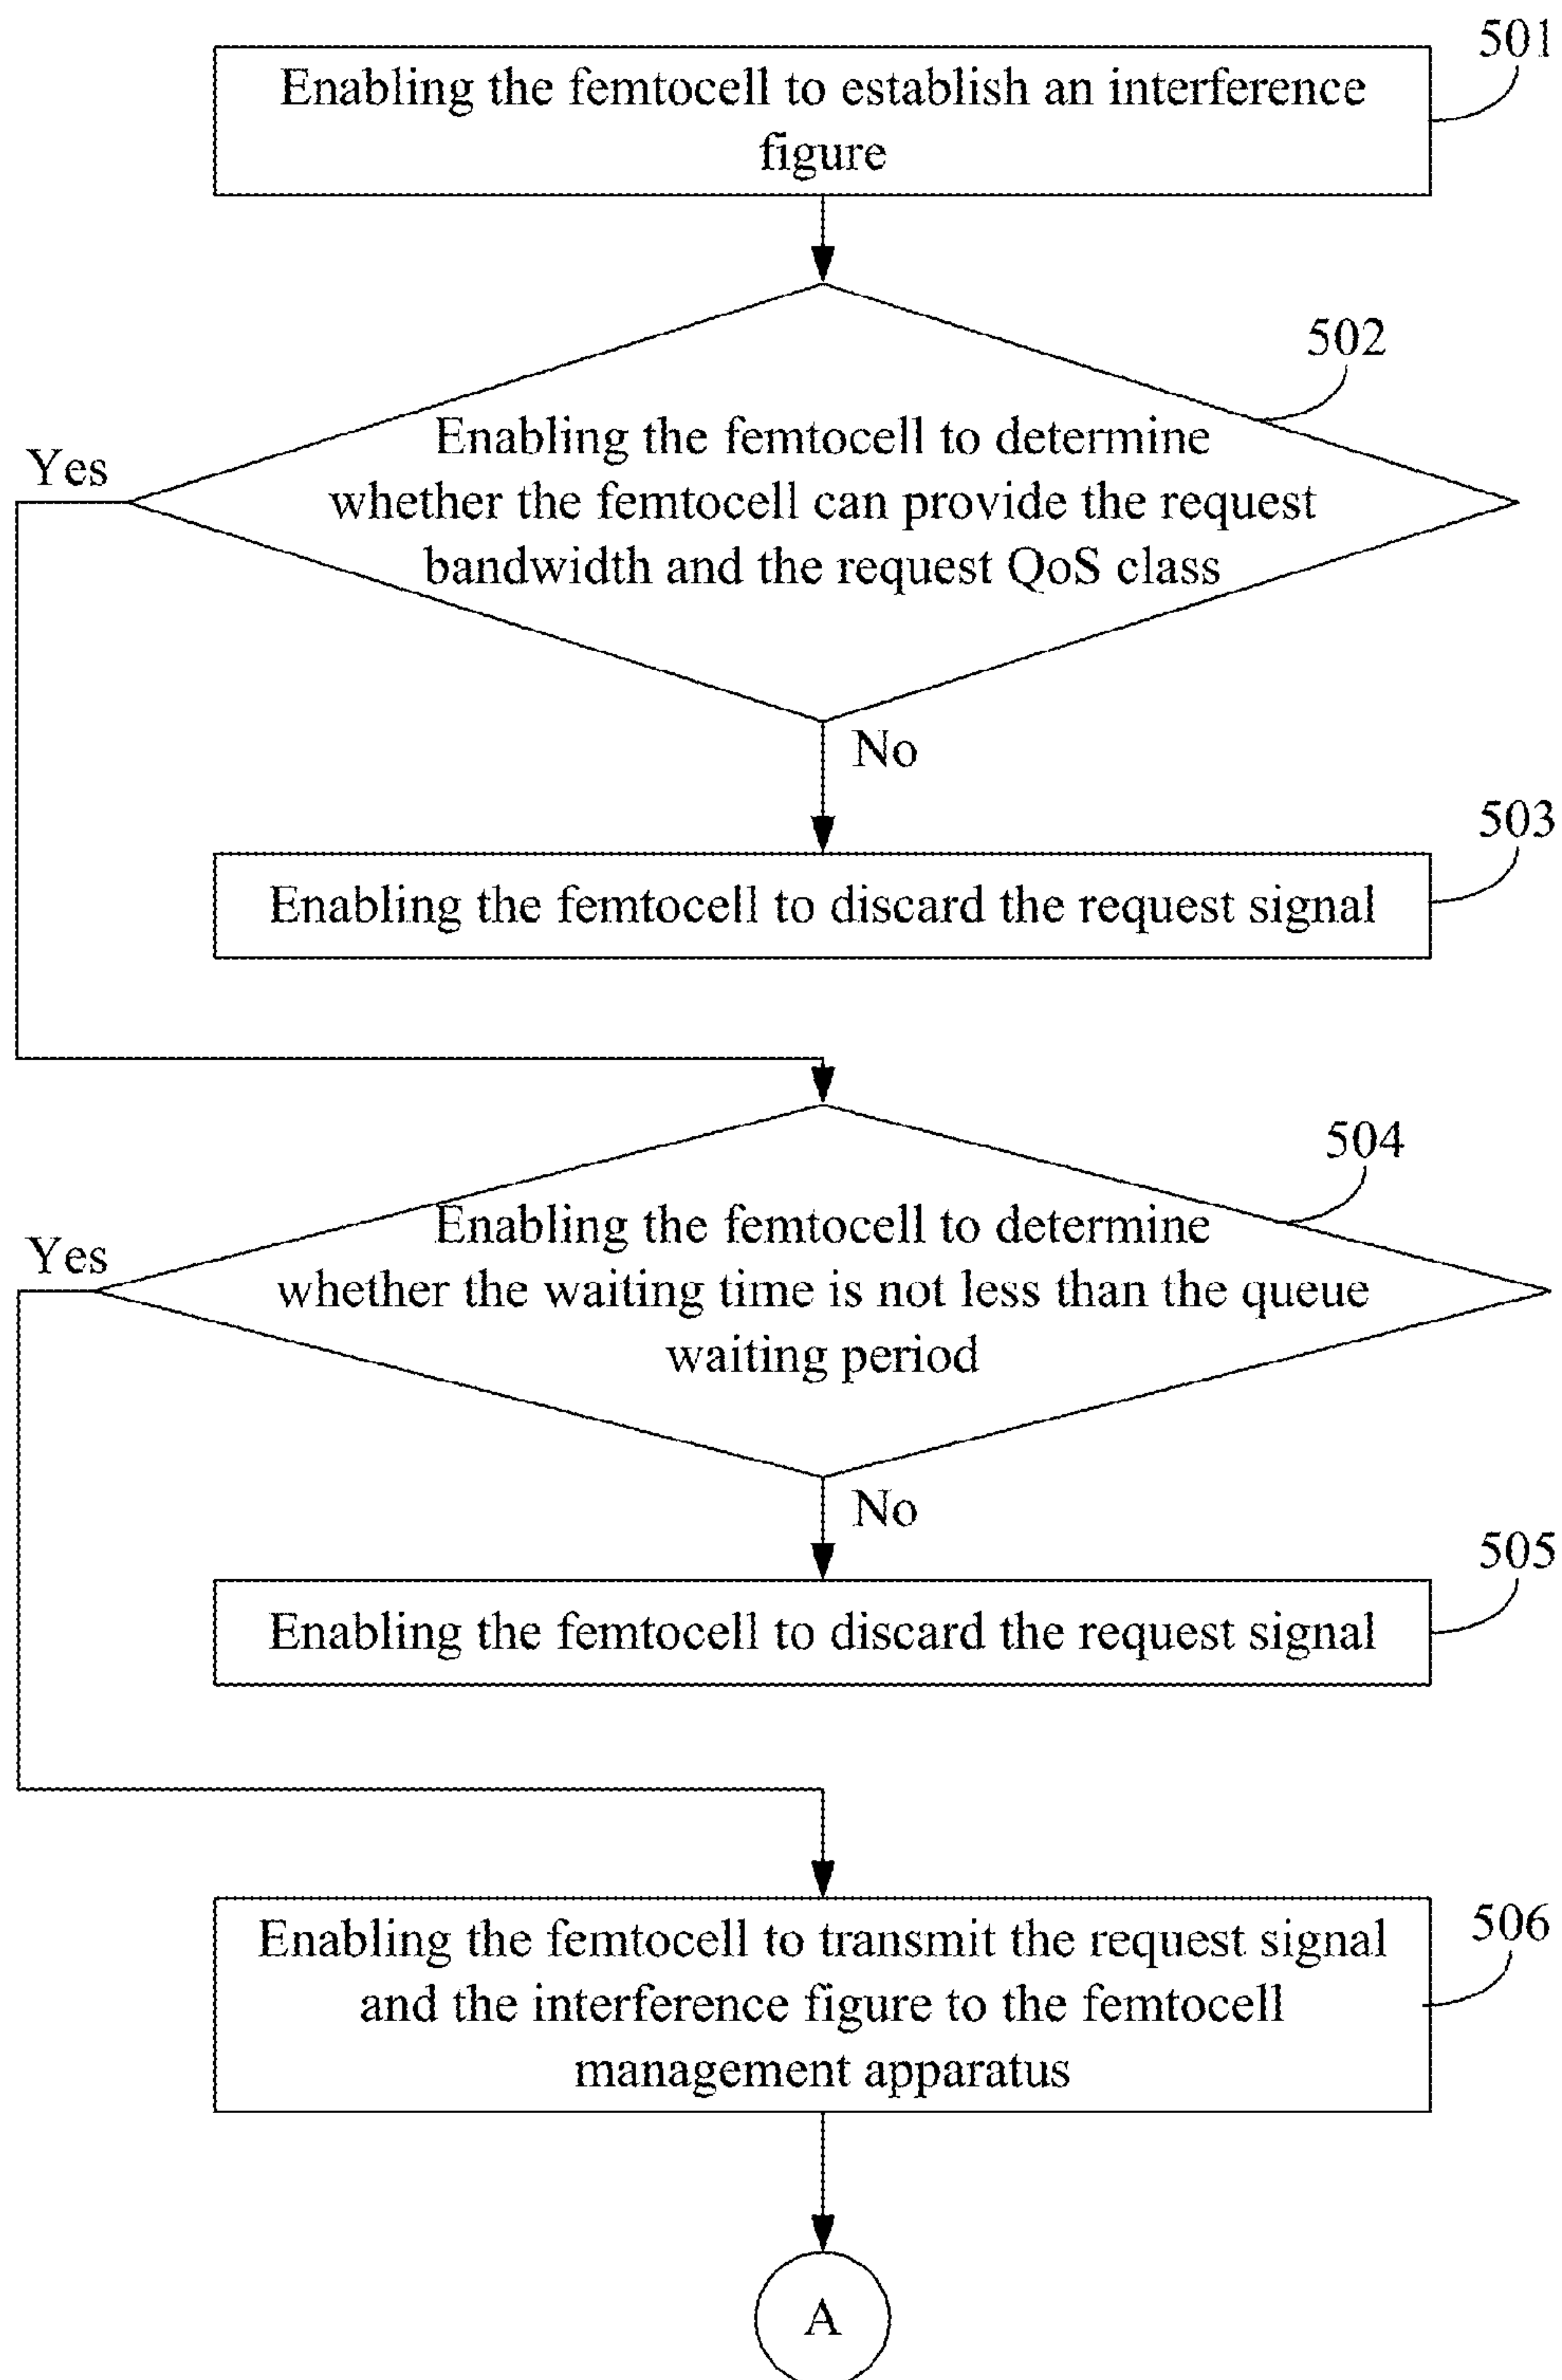 501
Enabling the femtocell to establish an interference
figure
502
Yes
Enabling the femtocell to determine
whether the femtocell can provide the request
bandwidth and the request QoS class
No
503
Enabling the femtocell to discard the request signal
504
Yes
Enabling the femtocell to determine
whether the waiting time is not less than the queue
waiting period
No
505
Enabling the femtocell to discard the request signal
506
Enabling the femtocell to transmit the request signal
and the interference figure to the femtocell
management apparatus
A